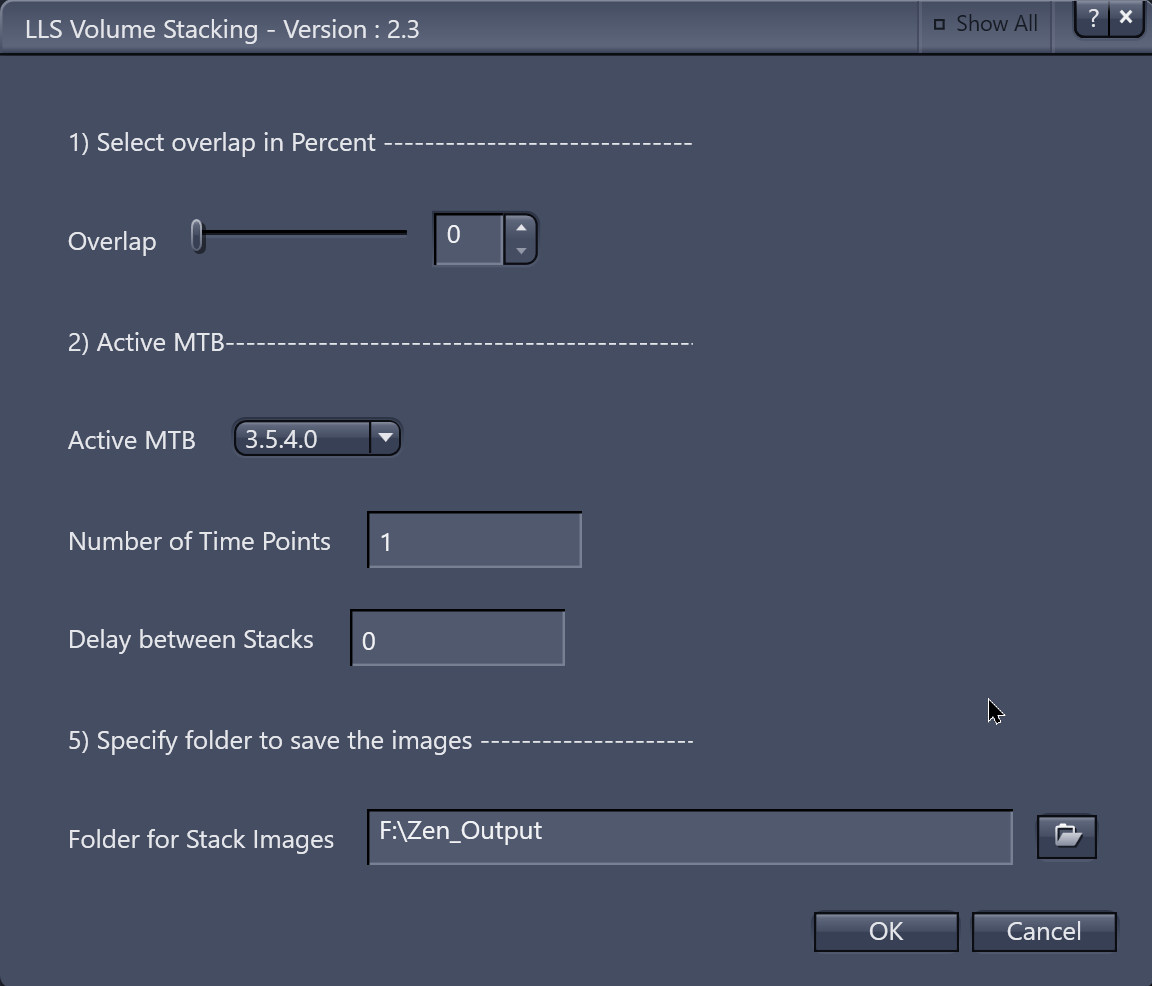 LLS Volume Stacking - Version : 2.3
Show All
?
1) Select overlap in Percent ------------------------------
Overlap 0
2) Active MTB----------------------------------------------
Active MTB 3.5.4.0
Number of Time Points 1
Delay between Stacks 0
5) Specify folder to save the images ---------------------
Folder for Stack Images F:\Zen_Output
OK Cancel